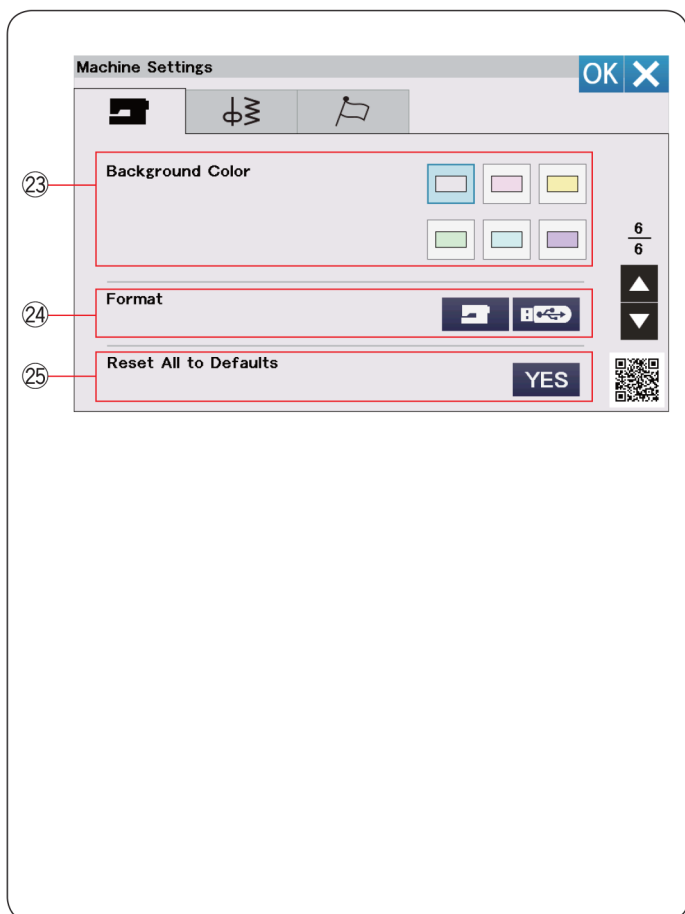 Machine Settings
OK
㉓ Background Color
6
6
㉔ Format
㉕ Reset All to Defaults
YES